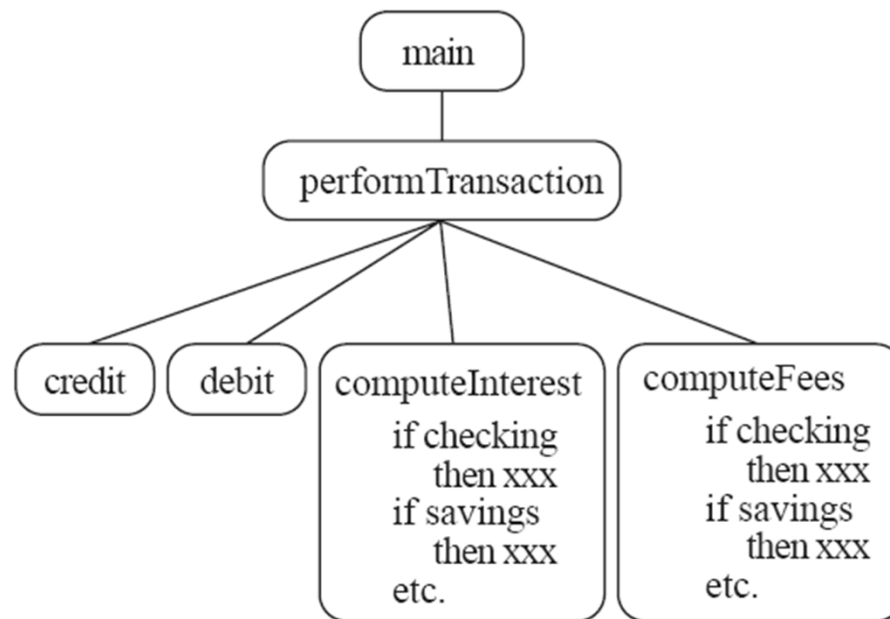 main
performTransaction
credit
debit
computeInterest
if checking
then xxx
if savings
then xxx
etc.
computeFees
if checking
then xxx
if savings
then xxx
etc.